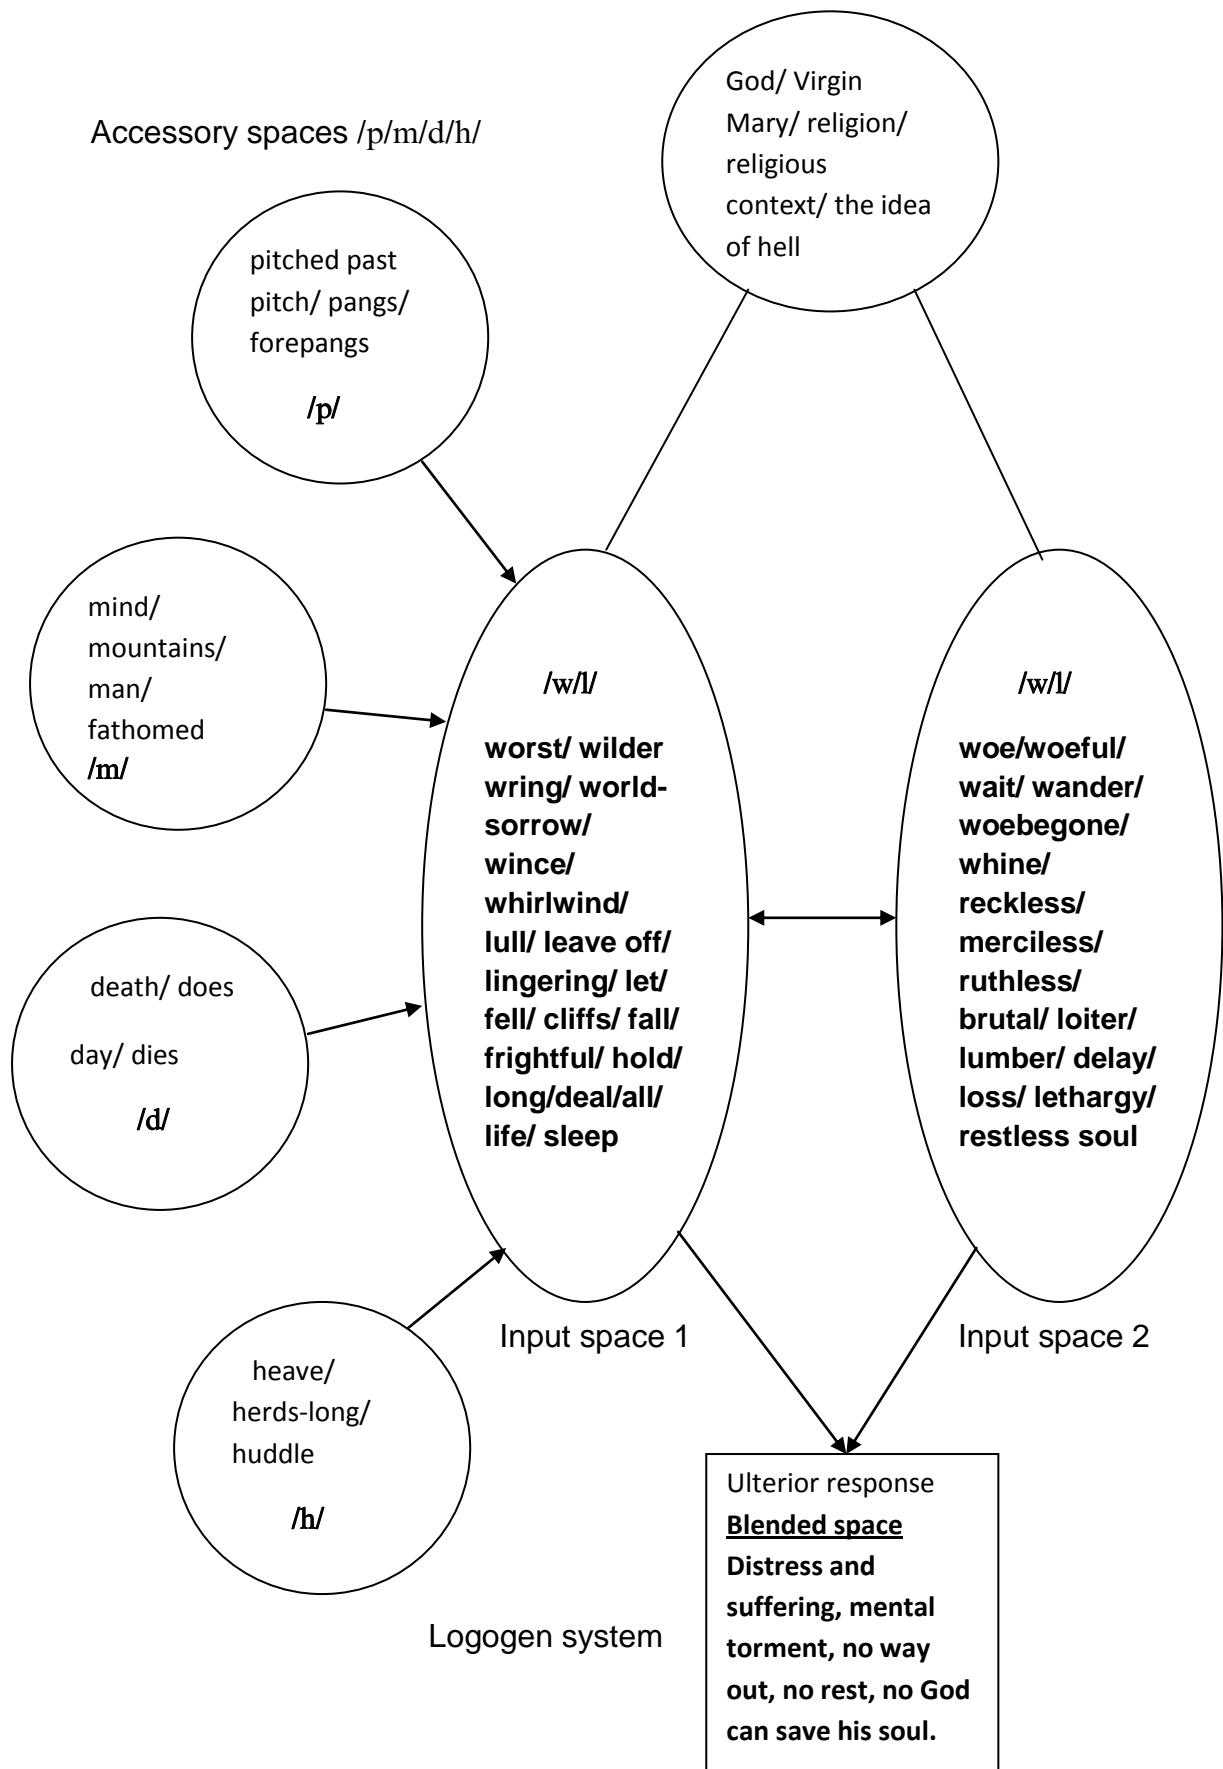 God/ Virgin
Mary/ religion/
religious
context/ the idea
of hell
Accessory spaces /p/m/d/h/
pitched past
pitch/ pangs/
forepangs
/p/
mind/
mountains/
man/
fathomed
/m/
death/ does
day/ dies
/d/
heave/
herds-long/
huddle
/h/
/w/l/
worst/ wilder
wring/ world-
sorrow/
wince/
whirlwind/
lull/ leave off/
lingering/ let/
fell/ cliffs/ fall/
frightful/ hold/
long/deal/all/
life/ sleep
Input space 1
/w/l/
woe/woeful/
wait/ wander/
woebegone/
whine/
reckless/
merciless/
ruthless/
brutal/ loiter/
lumber/ delay/
loss/ lethargy/
restless soul
Input space 2
Ulterior response
Blended space
Distress and
suffering, mental
torment, no way
out, no rest, no God
can save his soul.
Logogen system